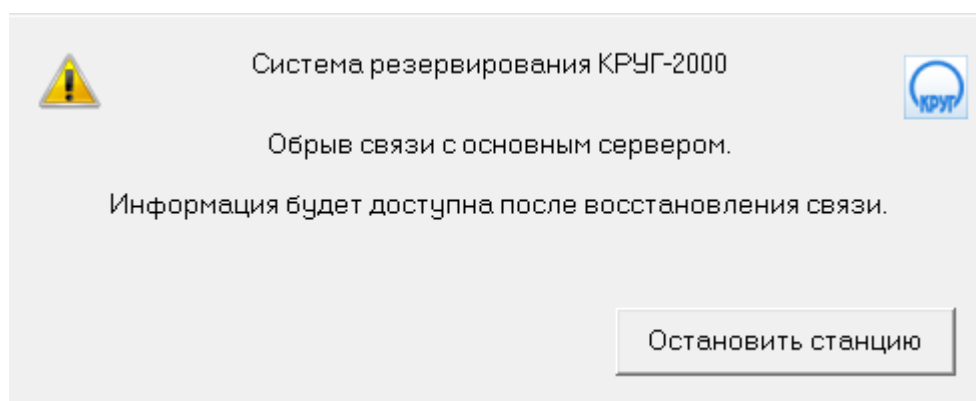 Система резервирования КРУГ-2000
КРУГ
Обрыв связи с основным сервером.
Информация будет доступна после восстановления связи.
Остановить станцию